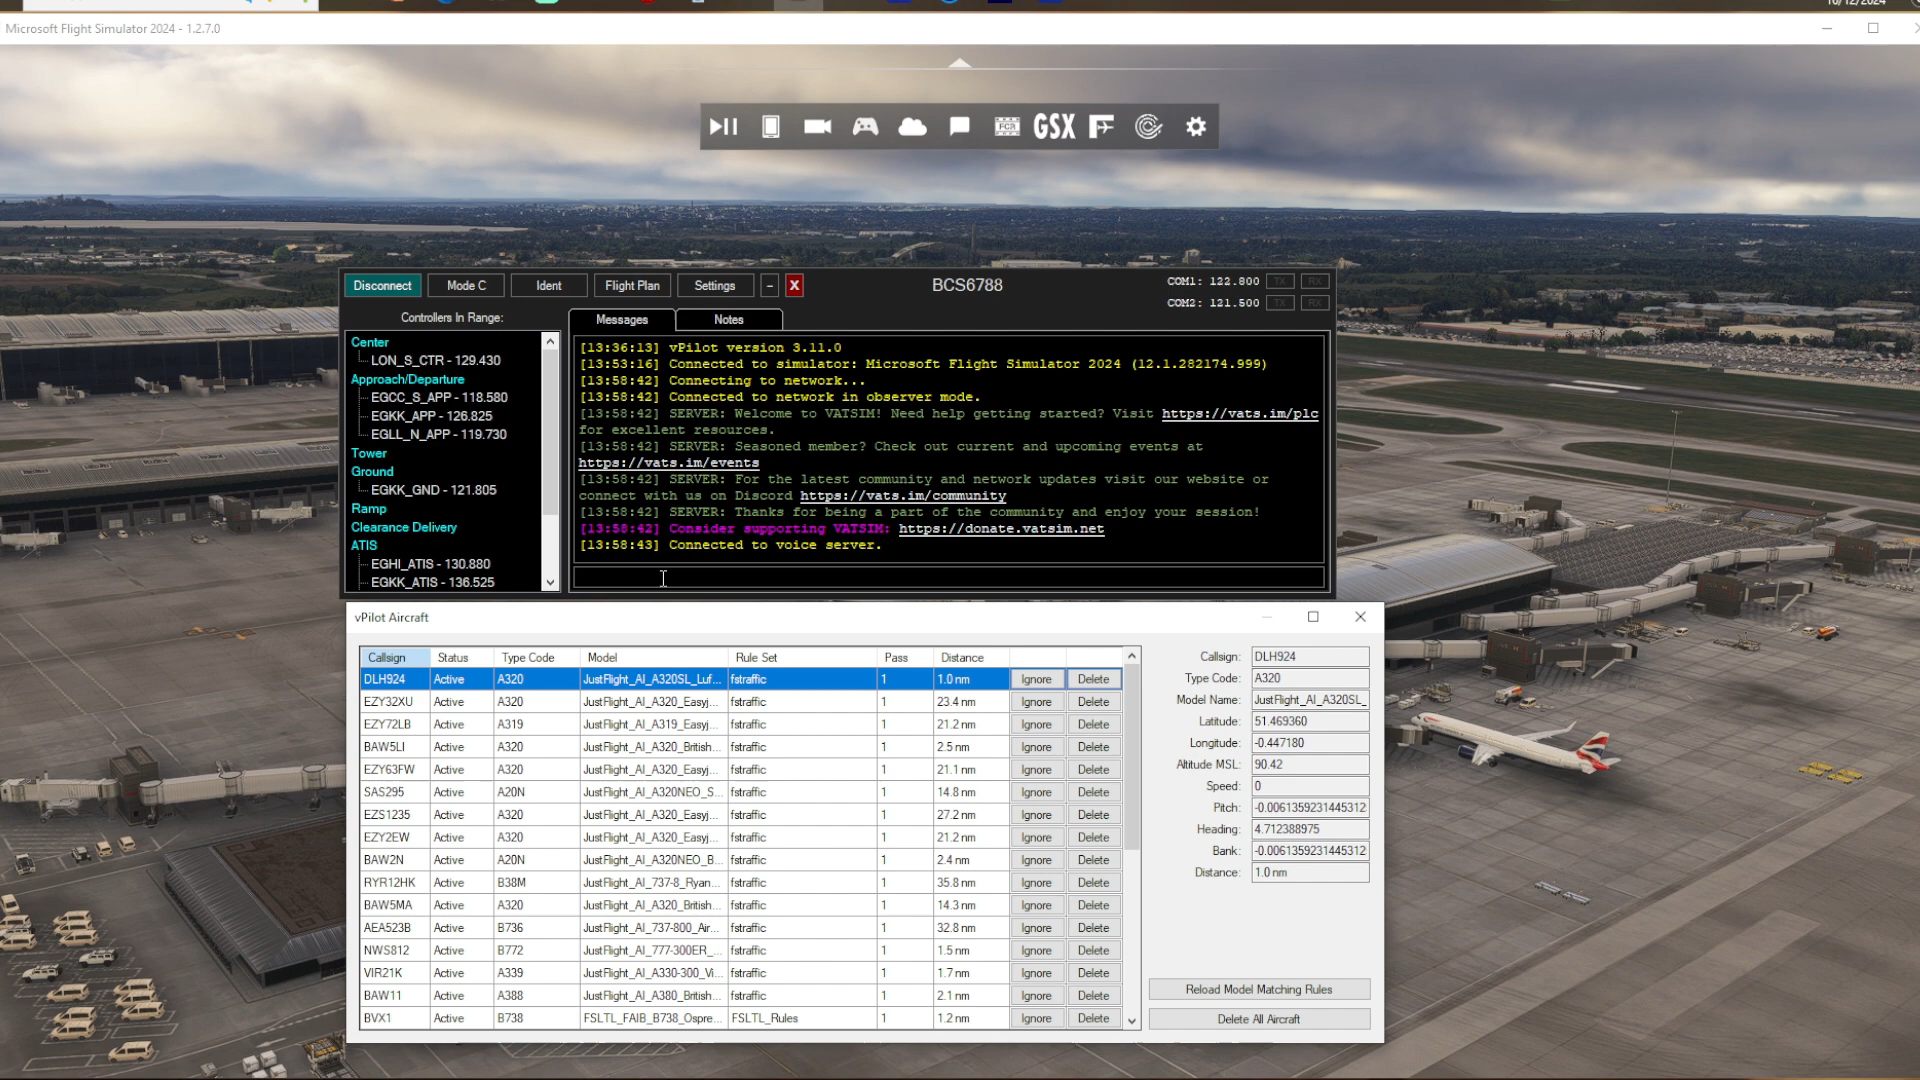 16/12/2024
Microsoft Flight Simulator 2024 - 1.2.7.0
FCR GSX
Disconnect Mode C Ident Flight Plan Settings - X BCS6788 COM1: 122.800 TX RX
COM2: 121.500 TX RX
Controllers In Range:
Messages Notes
Center
LON_S_CTR - 129.430
Approach/Departure
EGCC_S_APP - 118.580
EGKK_APP - 126.825
EGLL_N_APP - 119.730
Tower
Ground
EGKK_GND - 121.805
Ramp
Clearance Delivery
ATIS
EGHI_ATIS - 130.880
EGKK_ATIS - 136.525
[13:36:13] vPilot version 3.11.0
[13:53:16] Connected to simulator: Microsoft Flight Simulator 2024 (12.1.282174.999)
[13:58:42] Connecting to network...
[13:58:42] Connected to network in observer mode.
[13:58:42] SERVER: Welcome to VATSIM! Need help getting started? Visit https://vats.im/plc
for excellent resources.
[13:58:42] SERVER: Seasoned member? Check out current and upcoming events at
https://vats.im/events
[13:58:42] SERVER: For the latest community and network updates visit our website or
connect with us on Discord https://vats.im/community
[13:58:42] SERVER: Thanks for being a part of the community and enjoy your session!
[13:58:42] Consider supporting VATSIM: https://donate.vatsim.net
[13:58:43] Connected to voice server.
vPilot Aircraft
Callsign Status Type Code Model Rule Set Pass Distance
DLH924 Active A320 JustFlight_AI_A320SL_Luf... fstraffic 1 1.0 nm Ignore Delete
EZY32XU Active A320 JustFlight_AI_A320_Easyj... fstraffic 1 23.4 nm Ignore Delete
EZY72LB Active A319 JustFlight_AI_A319_Easyj... fstraffic 1 21.2 nm Ignore Delete
BAW5LI Active A320 JustFlight_AI_A320_British... fstraffic 1 2.5 nm Ignore Delete
EZY63FW Active A320 JustFlight_AI_A320_Easyj... fstraffic 1 21.1 nm Ignore Delete
SAS295 Active A20N JustFlight_AI_A320NEO_S... fstraffic 1 14.8 nm Ignore Delete
EZS1235 Active A320 JustFlight_AI_A320_Easyj... fstraffic 1 27.2 nm Ignore Delete
EZY2EW Active A320 JustFlight_AI_A320_Easyj... fstraffic 1 21.2 nm Ignore Delete
BAW2N Active A20N JustFlight_AI_A320NEO_B... fstraffic 1 2.4 nm Ignore Delete
RYR12HK Active B38M JustFlight_AI_737-8_Ryan... fstraffic 1 35.8 nm Ignore Delete
BAW5MA Active A320 JustFlight_AI_A320_British... fstraffic 1 14.3 nm Ignore Delete
AEA523B Active B736 JustFlight_AI_737-800_Air... fstraffic 1 32.8 nm Ignore Delete
NWS812 Active B772 JustFlight_AI_777-300ER_... fstraffic 1 1.5 nm Ignore Delete
VIR21K Active A339 JustFlight_AI_A330-300_Vi... fstraffic 1 1.7 nm Ignore Delete
BAW11 Active A388 JustFlight_AI_A380_British... fstraffic 1 2.1 nm Ignore Delete
BVX1 Active B738 FSLTL_FAIB_B738_Ospre... FSLTL_Rules 1 1.2 nm Ignore Delete
Callsign: DLH924
Type Code: A320
Model Name: JustFlight_AI_A320SL_
Latitude: 51.469360
Longitude: -0.447180
Altitude MSL: 90.42
Speed: 0
Pitch: -0.0061359231445312
Heading: 4.712388975
Bank: -0.0061359231445312
Distance: 1.0 nm
Reload Model Matching Rules
Delete All Aircraft